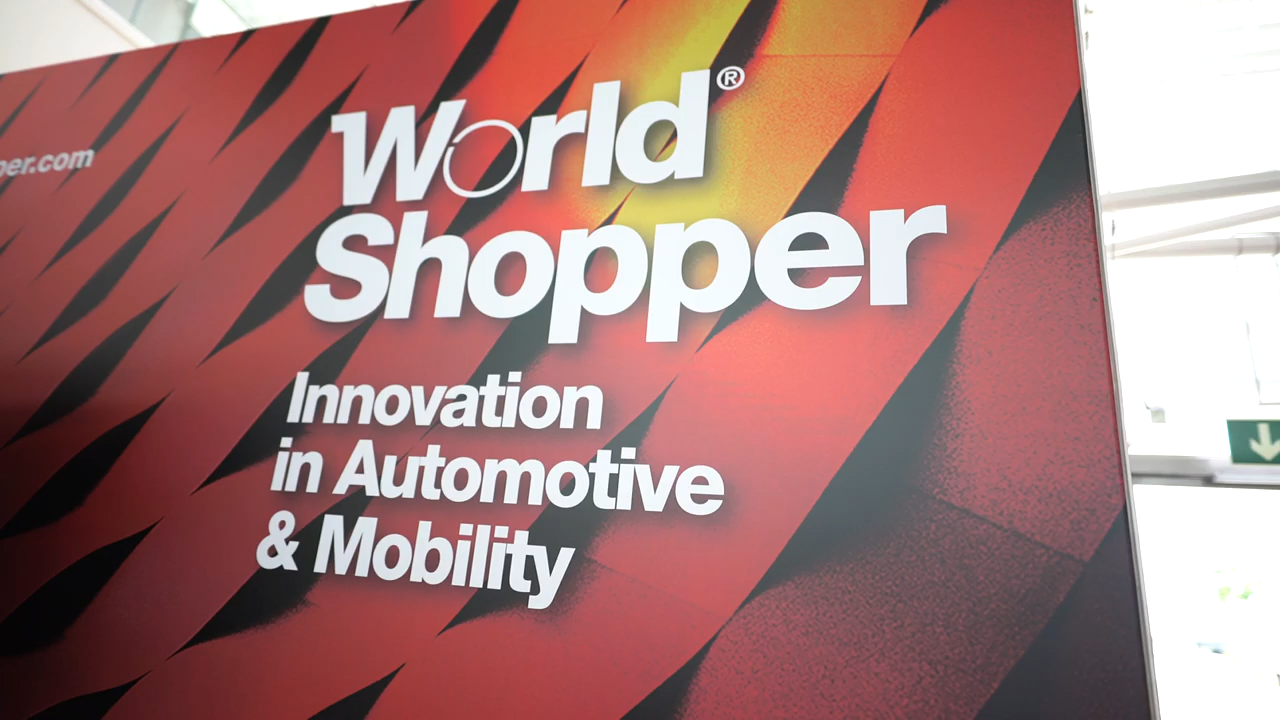 World®
Shopper
Innovation
in Automotive
& Mobility
per.com